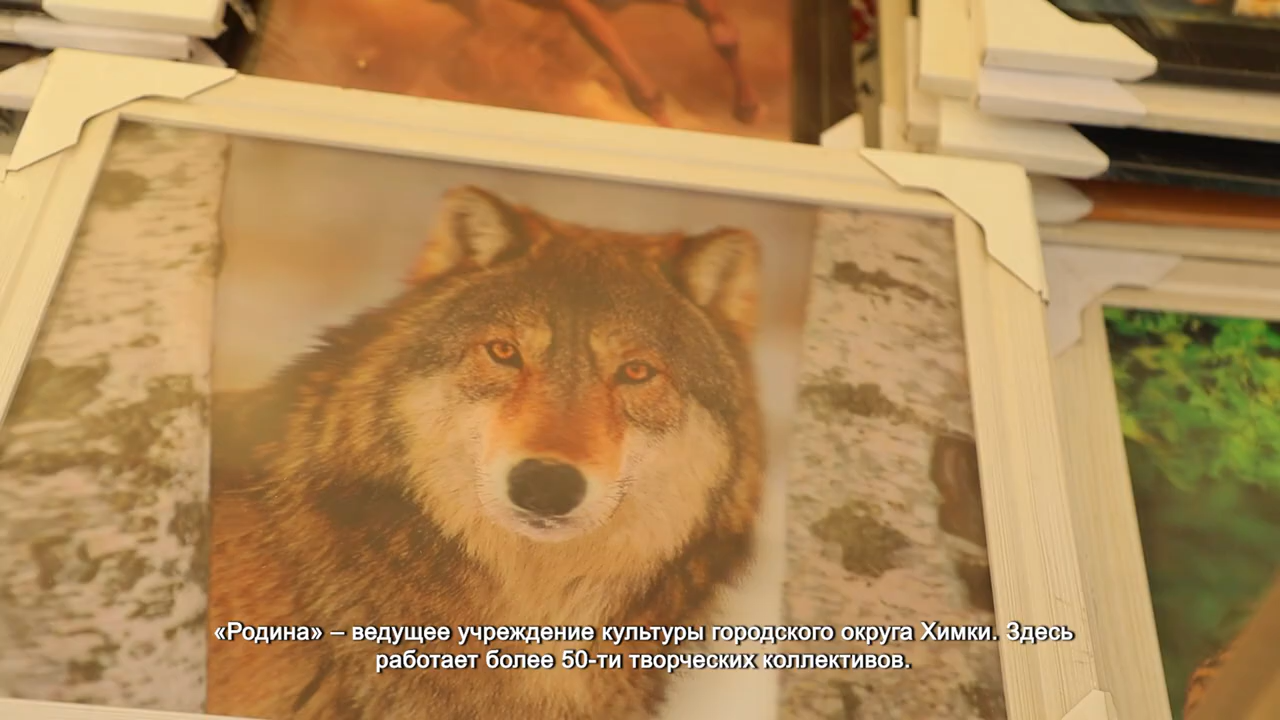 «Родина» – ведущее учреждение культуры городского округа Химки. Здесь
работает более 50-ти творческих коллективов.